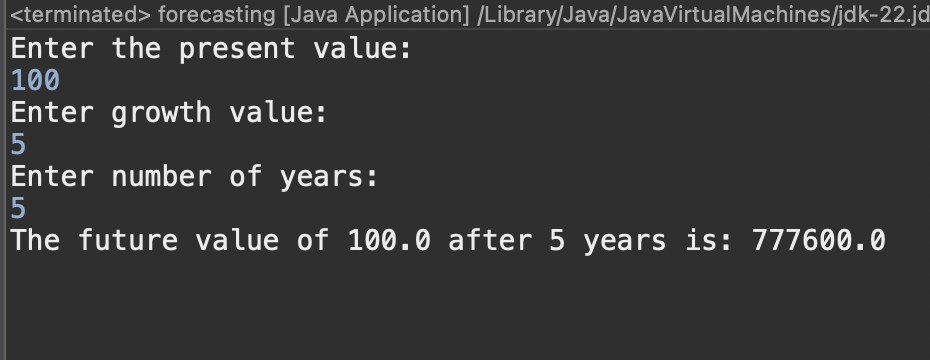 <terminated> forecasting [Java Application] /Library/Java/JavaVirtualMachines/jdk-22.jd
Enter the present value:
100
Enter growth value:
5
Enter number of years:
5
The future value of 100.0 after 5 years is: 777600.0